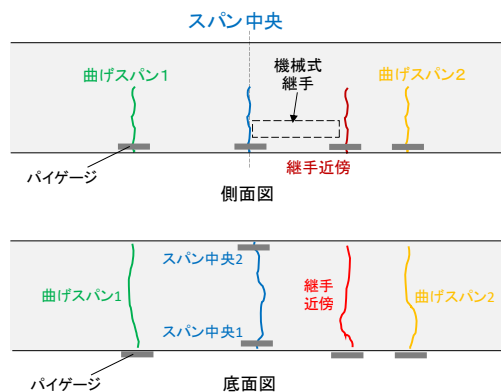 スパン中央
曲げスパン1
機械式
継手
曲げスパン2
パイゲージ
継手近傍
側面図
スパン中央2
曲げスパン1
継手
近傍
曲げスパン2
スパン中央1
パイゲージ
底面図